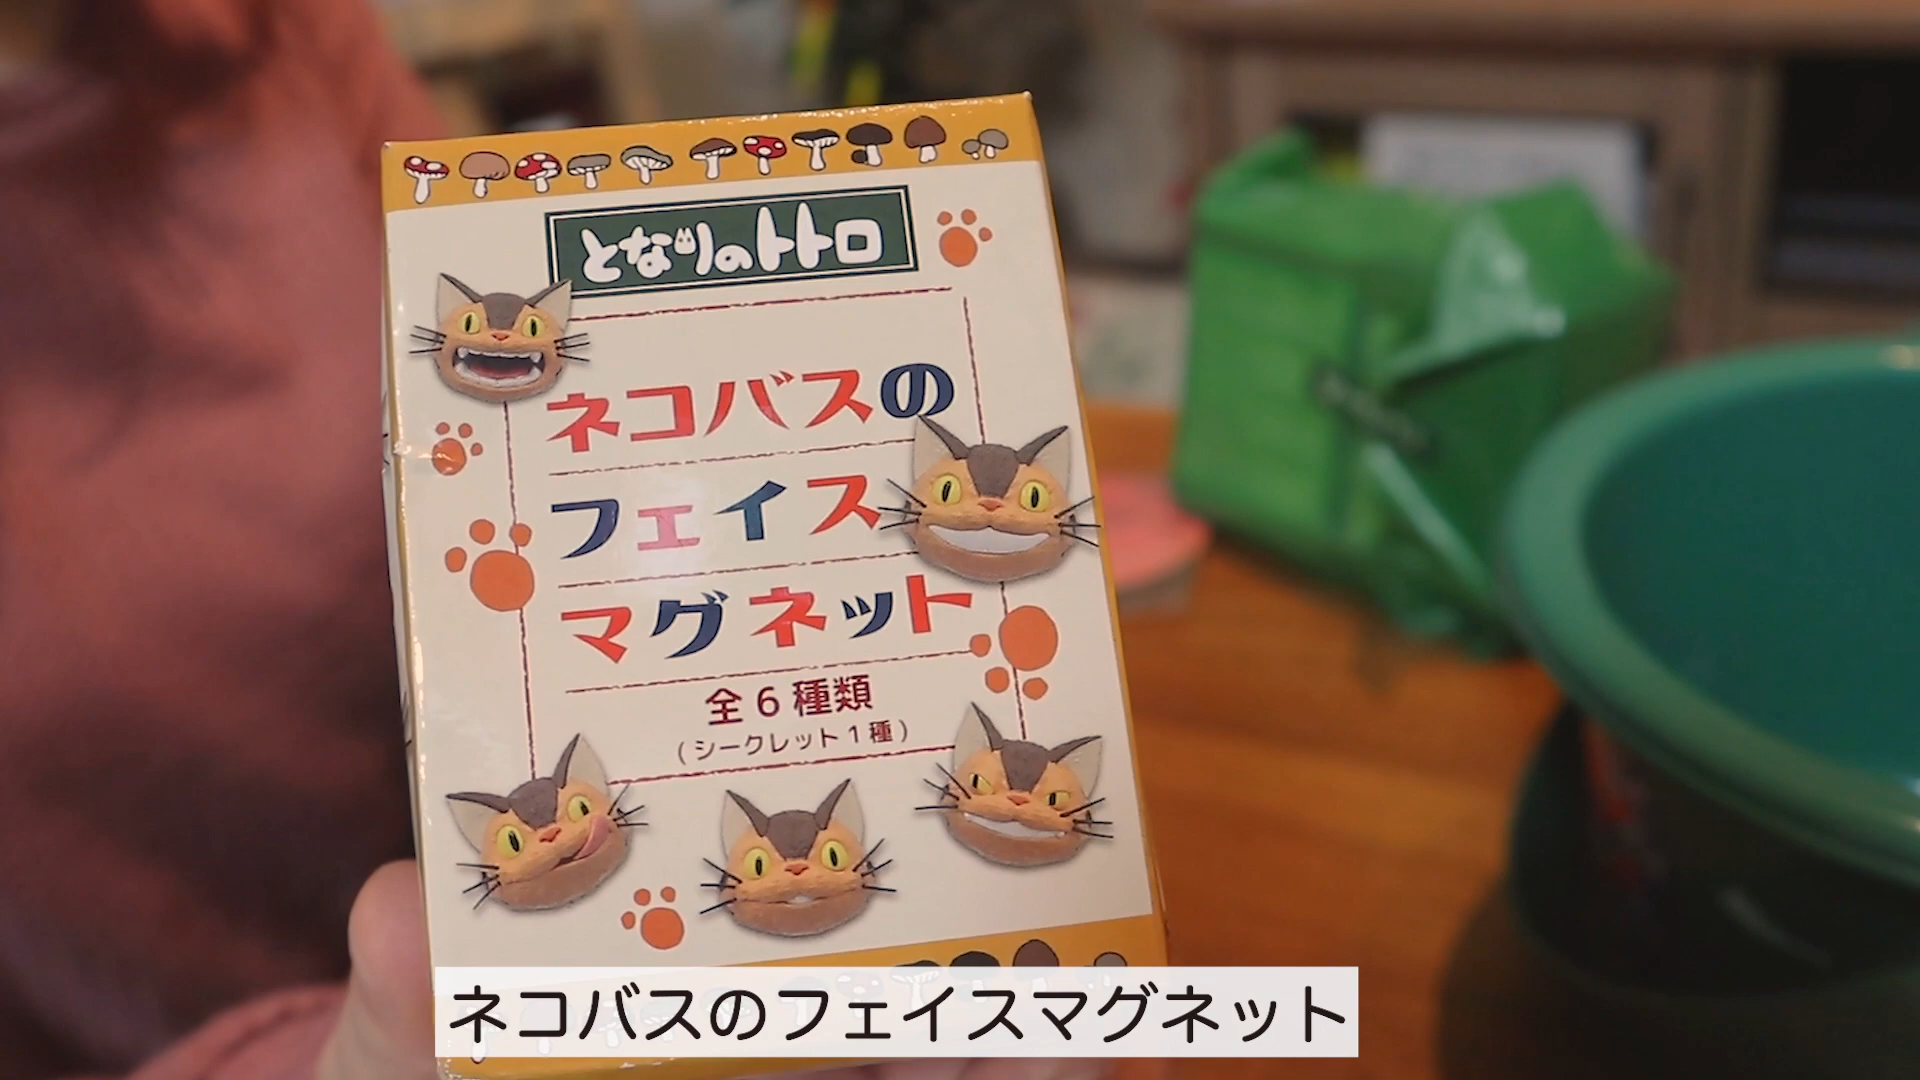 となりのトトロ
ネコバスの
フェイス
マグネット
全6種類
(シークレット1種)
ネコバスのフェイスマグネット